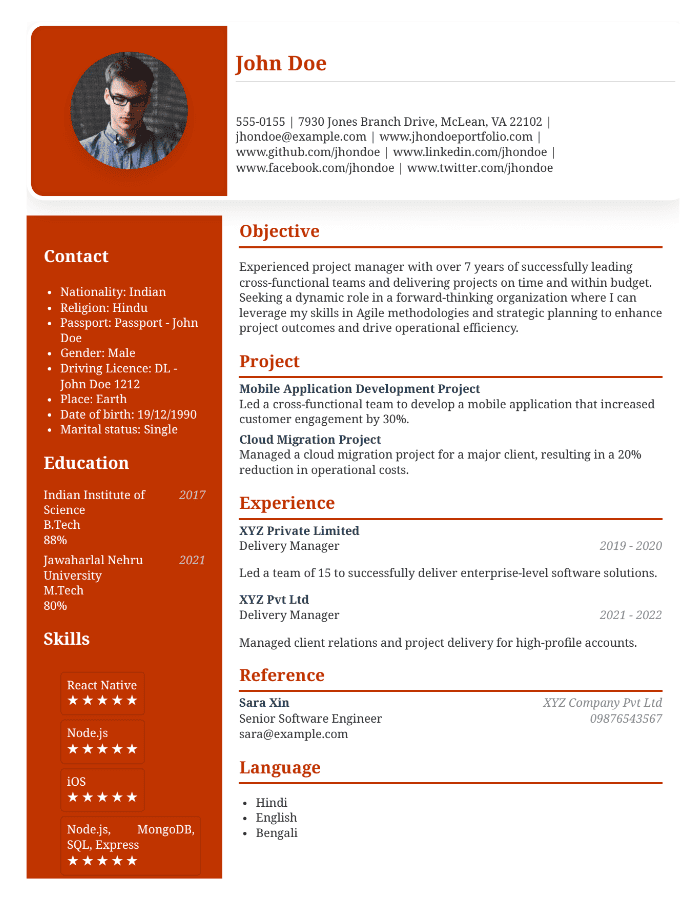 John Doe
555-0155 | 7930 Jones Branch Drive, McLean, VA 22102 |
jhondoe@example.com | www.jhondoeportfolio.com |
www.github.com/jhondoe | www.linkedin.com/jhondoe |
www.facebook.com/jhondoe | www.twitter.com/jhondoe
Contact
• Nationality: Indian
• Religion: Hindu
• Passport: Passport - John
Doe
• Gender: Male
• Driving Licence: DL -
John Doe 1212
• Place: Earth
• Date of birth: 19/12/1990
• Marital status: Single
Education
Indian Institute of 2017
Science
B.Tech
88%
Jawaharlal Nehru 2021
University
M.Tech
80%
Skills
React Native
★★★★★
Node.js
★★★★★
iOS
★★★★★
Node.js, MongoDB,
SQL, Express
★★★★★
Objective
Experienced project manager with over 7 years of successfully leading
cross-functional teams and delivering projects on time and within budget.
Seeking a dynamic role in a forward-thinking organization where I can
leverage my skills in Agile methodologies and strategic planning to enhance
project outcomes and drive operational efficiency.
Project
Mobile Application Development Project
Led a cross-functional team to develop a mobile application that increased
customer engagement by 30%.
Cloud Migration Project
Managed a cloud migration project for a major client, resulting in a 20%
reduction in operational costs.
Experience
XYZ Private Limited
Delivery Manager 2019 - 2020
Led a team of 15 to successfully deliver enterprise-level software solutions.
XYZ Pvt Ltd
Delivery Manager 2021 - 2022
Managed client relations and project delivery for high-profile accounts.
Reference
Sara Xin XYZ Company Pvt Ltd
Senior Software Engineer 09876543567
sara@example.com
Language
• Hindi
• English
• Bengali